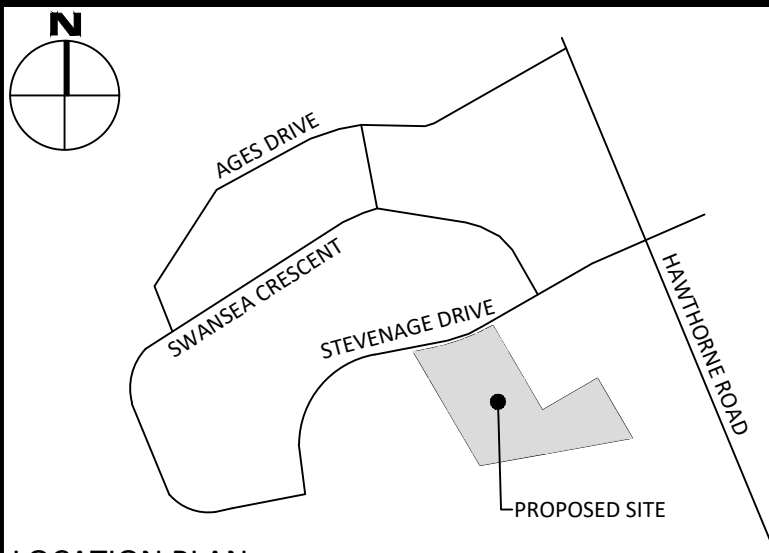 N
AGES DRIVE
SWANSEA CRESCENT
STEVENAGE DRIVE
HAWTHORNE ROAD
PROPOSED SITE
LOCATION PLAN